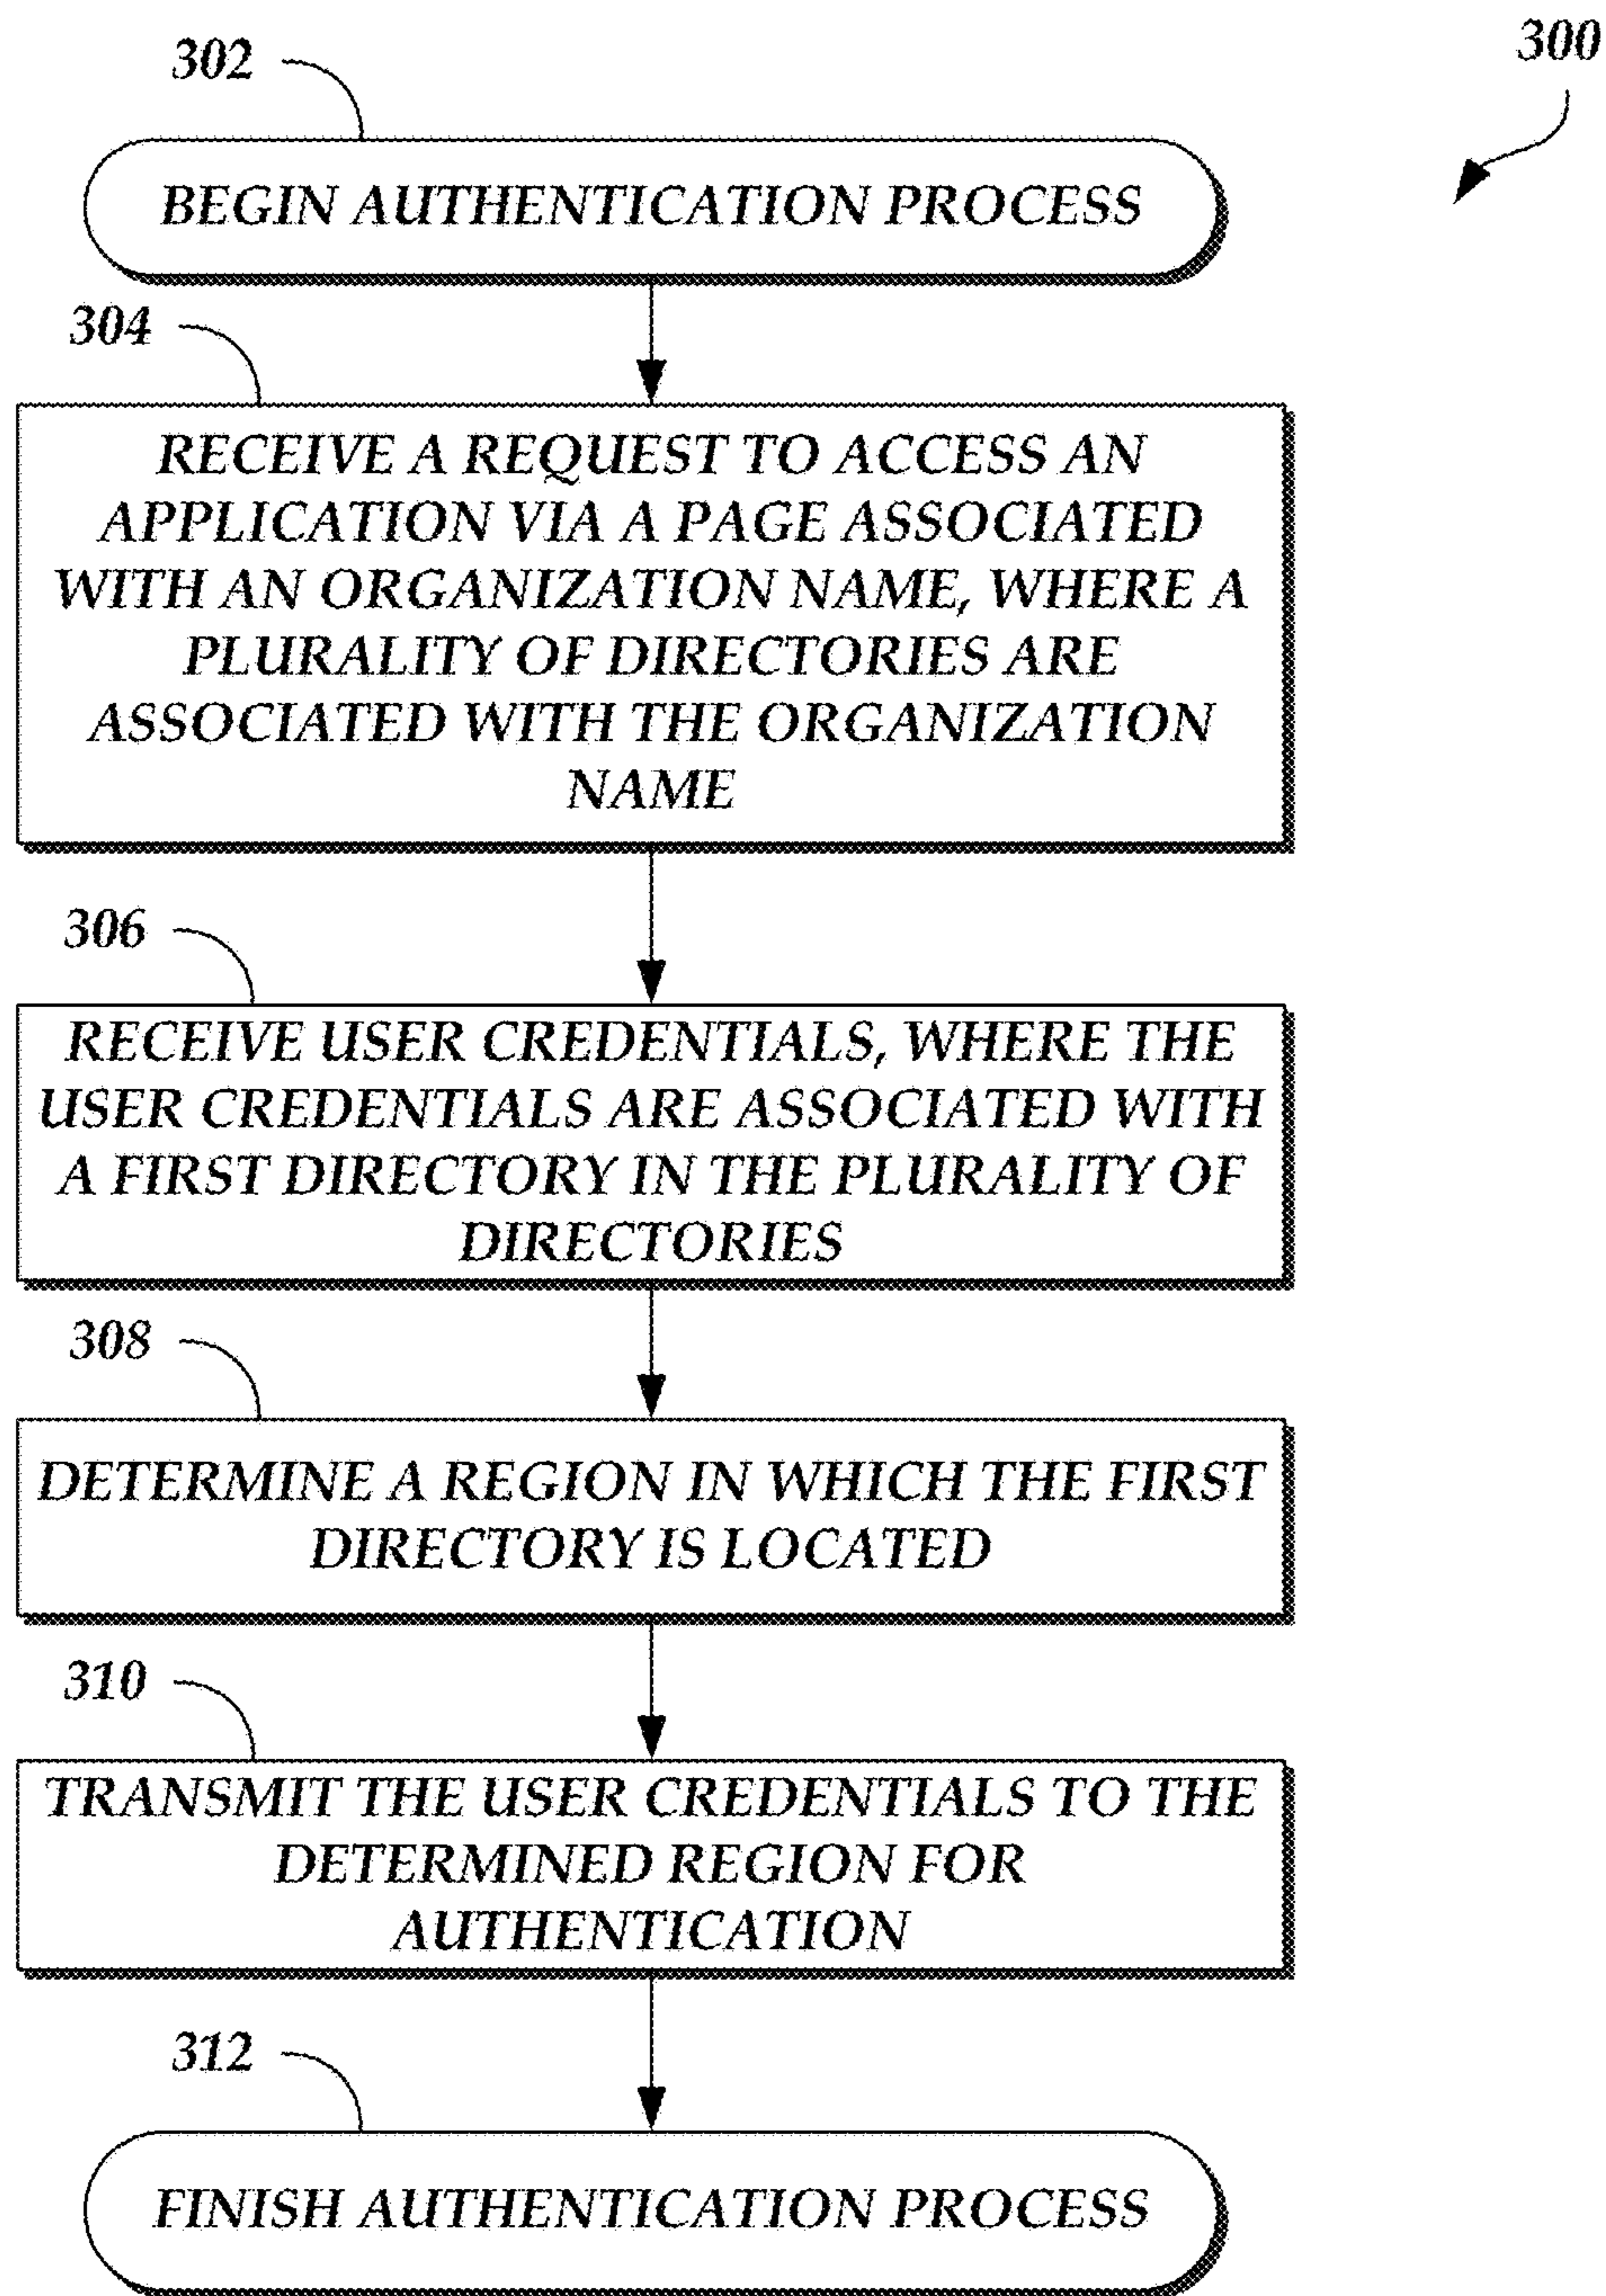 302
300
BEGIN AUTHENTICATION PROCESS
304
RECEIVE A REQUEST TO ACCESS AN
APPLICATION VIA A PAGE ASSOCIATED
WITH AN ORGANIZATION NAME, WHERE A
PLURALITY OF DIRECTORIES ARE
ASSOCIATED WITH THE ORGANIZATION
NAME
306
RECEIVE USER CREDENTIALS, WHERE THE
USER CREDENTIALS ARE ASSOCIATED WITH
A FIRST DIRECTORY IN THE PLURALITY OF
DIRECTORIES
308
DETERMINE A REGION IN WHICH THE FIRST
DIRECTORY IS LOCATED
310
TRANSMIT THE USER CREDENTIALS TO THE
DETERMINED REGION FOR
AUTHENTICATION
312
FINISH AUTHENTICATION PROCESS